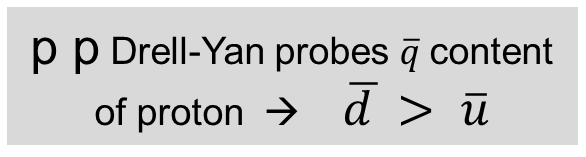 p p Drell-Yan probes q̅ content
of proton → d̅ > u̅